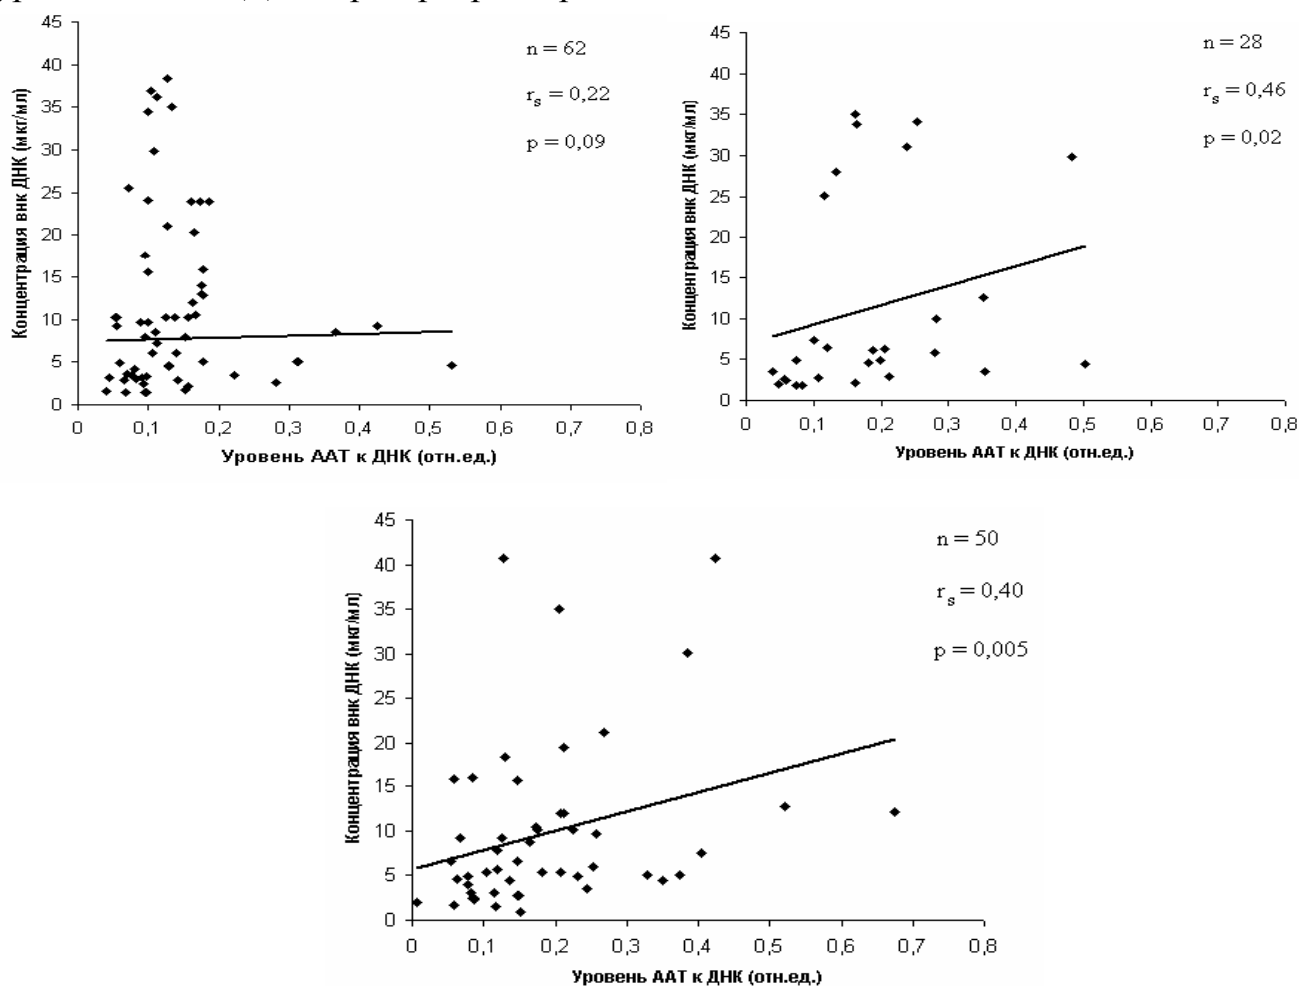 45
40
35
30
25
20
15
10
5
0
Концентрация внк ДНК (мкг/мл)
n = 62
rs = 0,22
p = 0,09
0 0,1 0,2 0,3 0,4 0,5 0,6 0,7 0,8
Уровень ААТ к ДНК (отн.ед.)
45
40
35
30
25
20
15
10
5
0
Концентрация внк ДНК (мкг/мл)
n = 28
rs = 0,46
p = 0,02
0 0,1 0,2 0,3 0,4 0,5 0,6 0,7 0,8
Уровень ААТ к ДНК (отн.ед.)
45
40
35
30
25
20
15
10
5
0
Концентрация внк ДНК (мкг/мл)
n = 50
rs = 0,40
p = 0,005
0 0,1 0,2 0,3 0,4 0,5 0,6 0,7 0,8
Уровень ААТ к ДНК (отн.ед.)